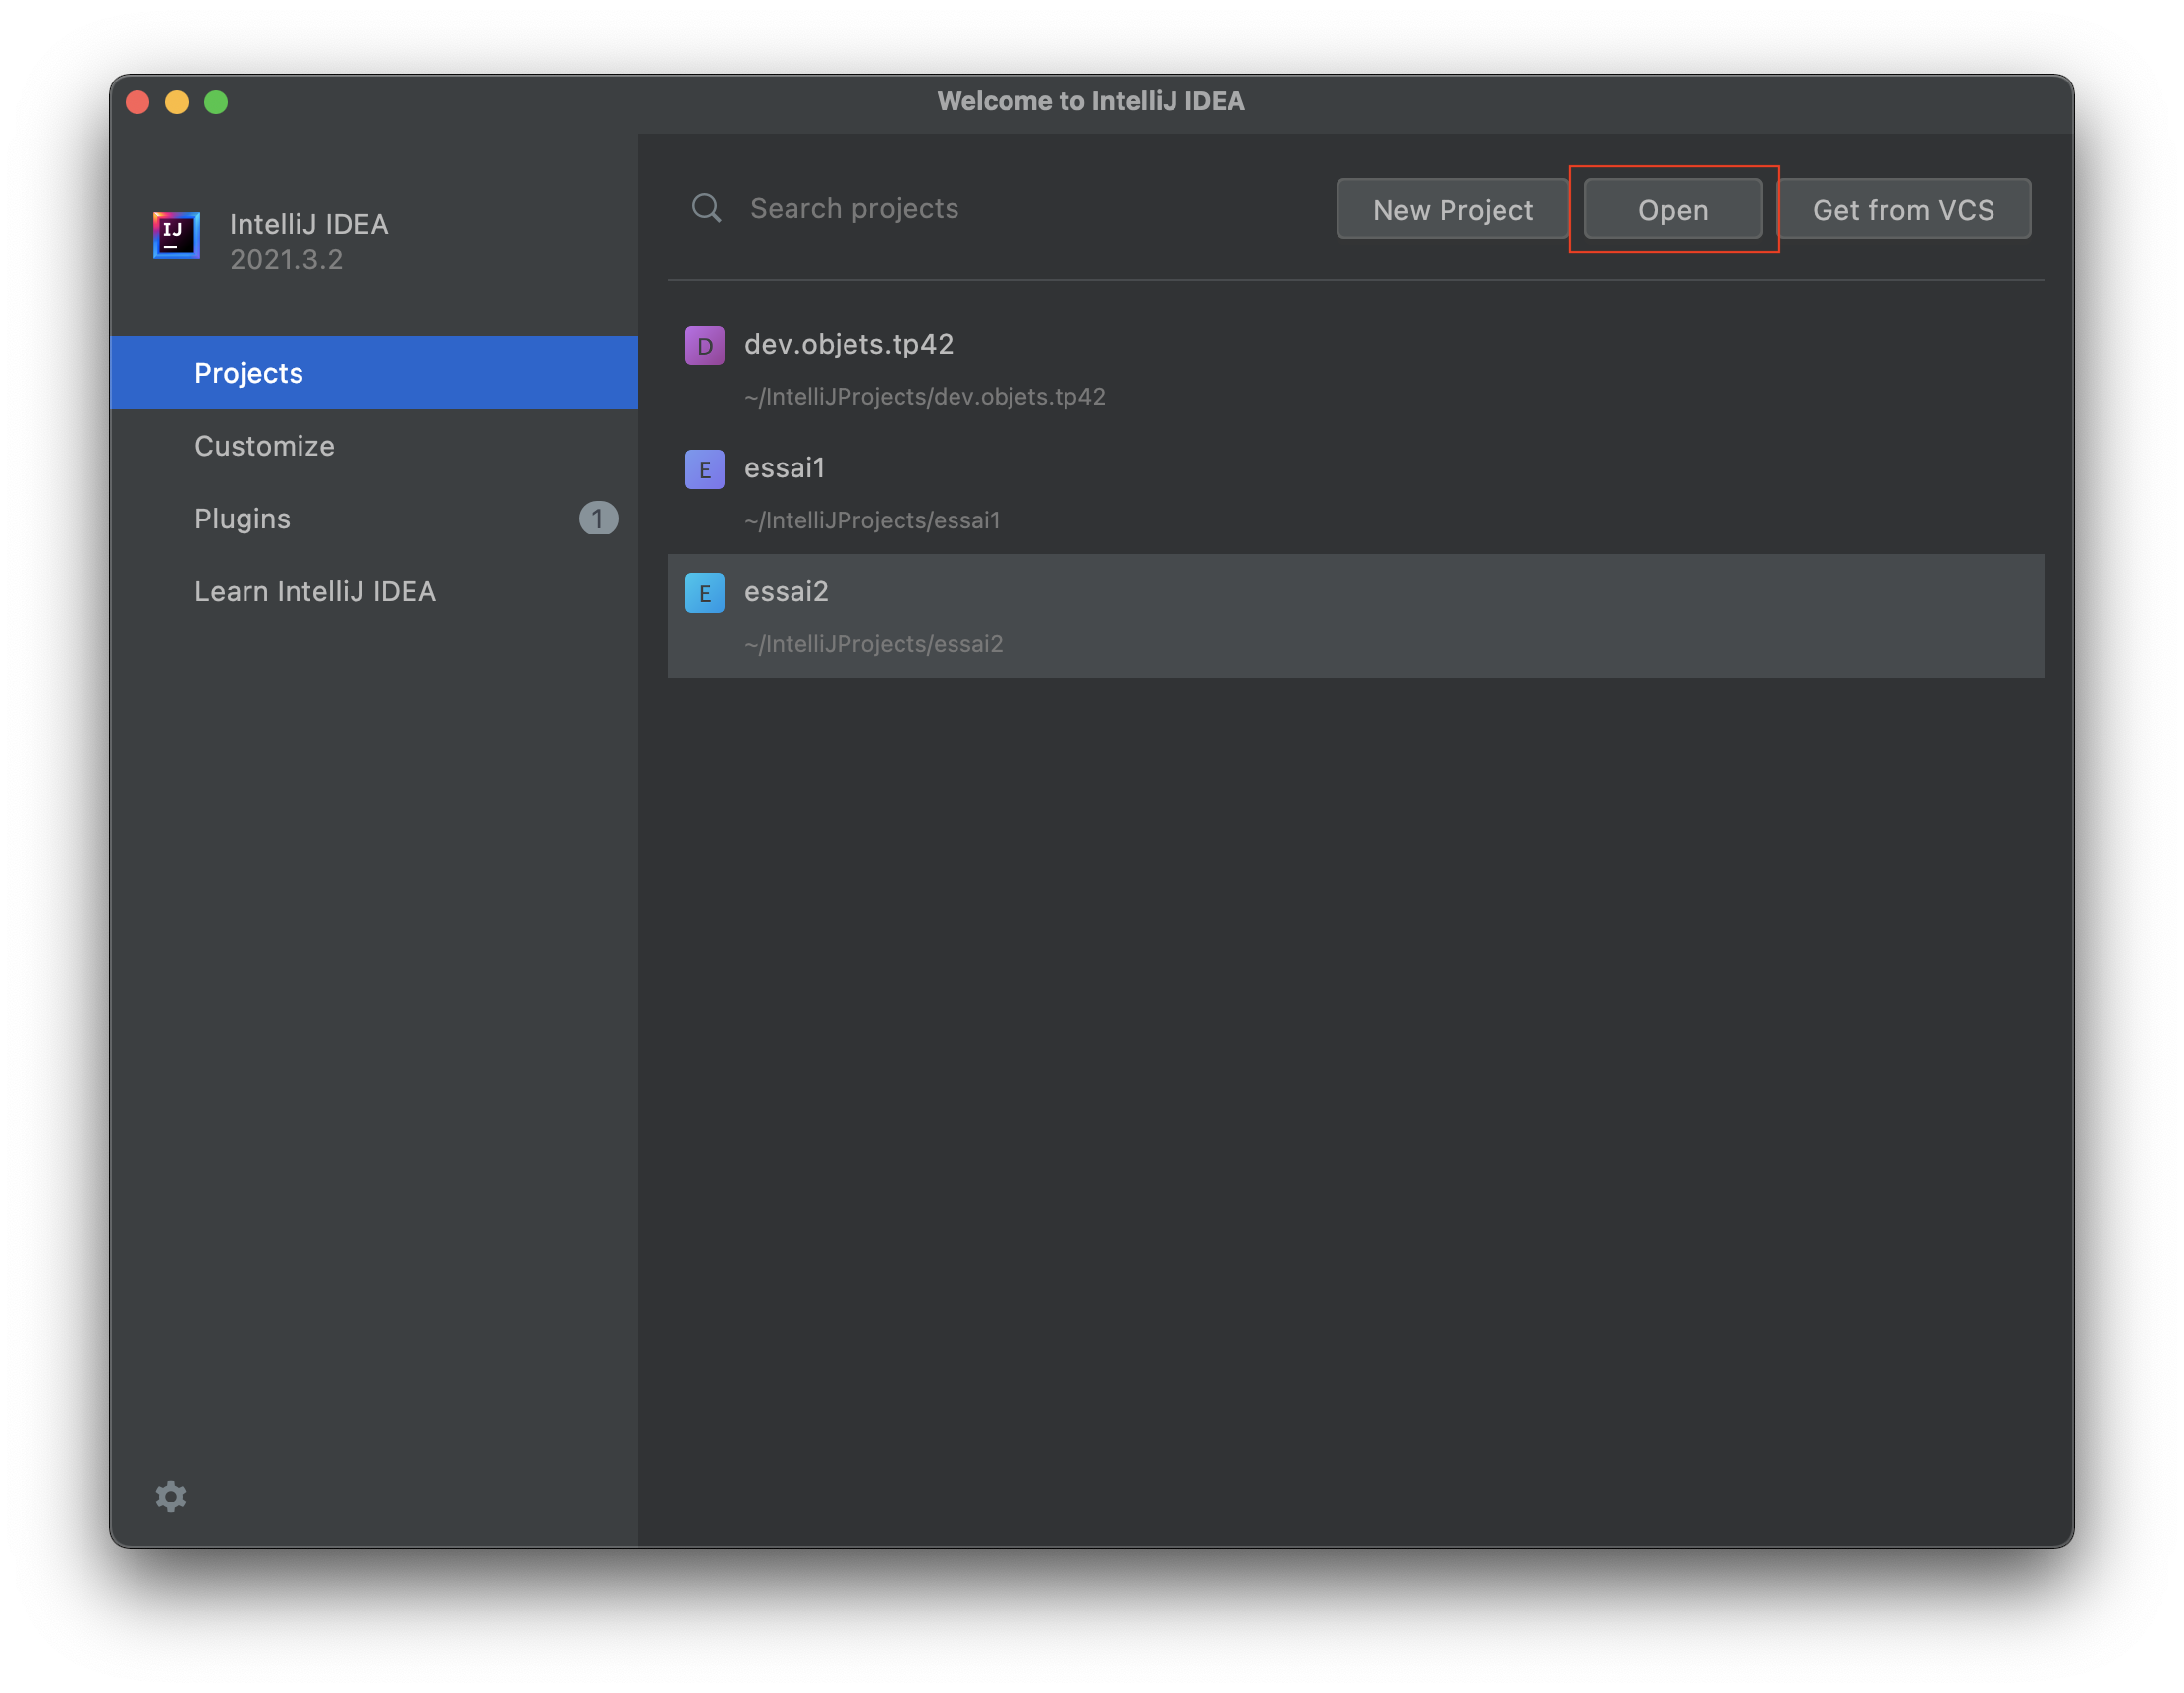 Welcome to IntelliJ IDEA
IJ
IntelliJ IDEA
2021.3.2
Projects
Customize
Plugins 1
Learn IntelliJ IDEA
Search projects New Project Open Get from VCS
D dev.objets.tp42
~/IntelliJProjects/dev.objets.tp42
E essai1
~/IntelliJProjects/essai1
E essai2
~/IntelliJProjects/essai2